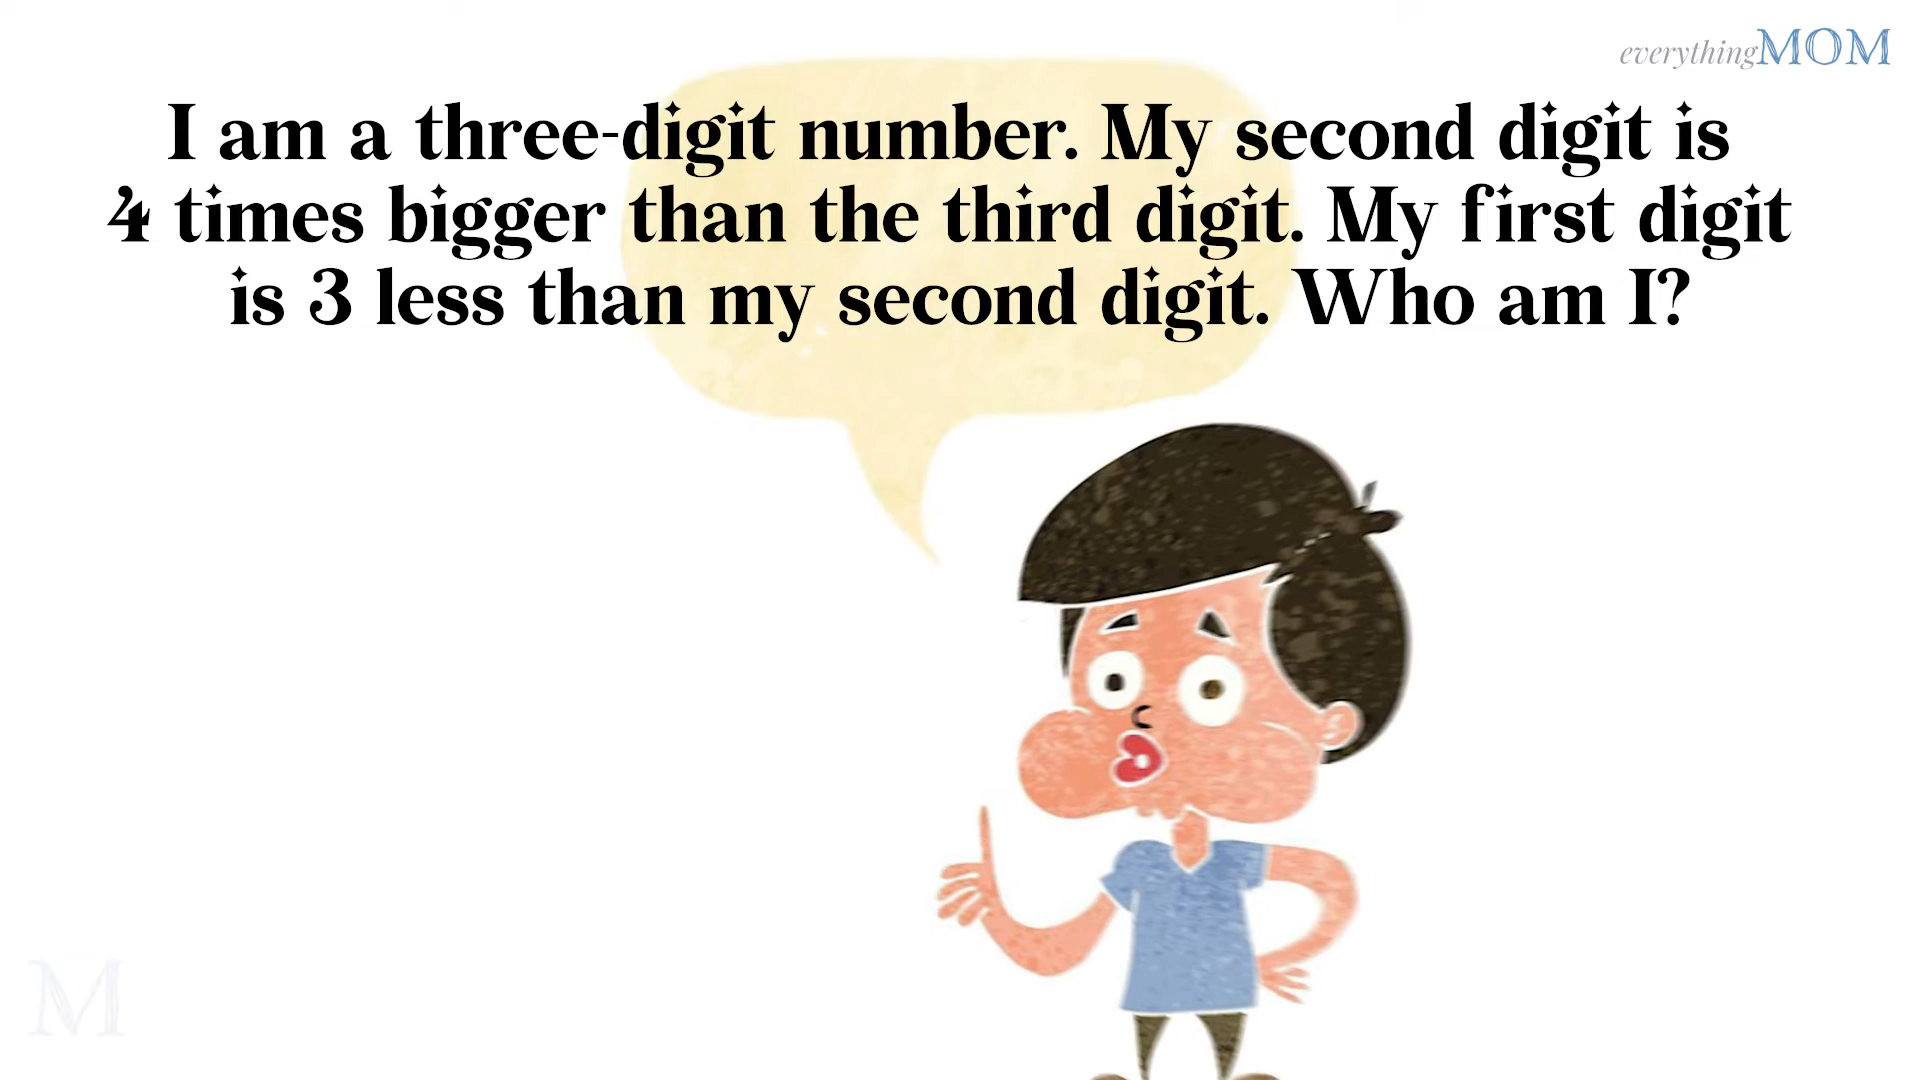 everythingMOM
I am a three-digit number. My second digit is
4 times bigger than the third digit. My first digit
is 3 less than my second digit. Who am I?
M